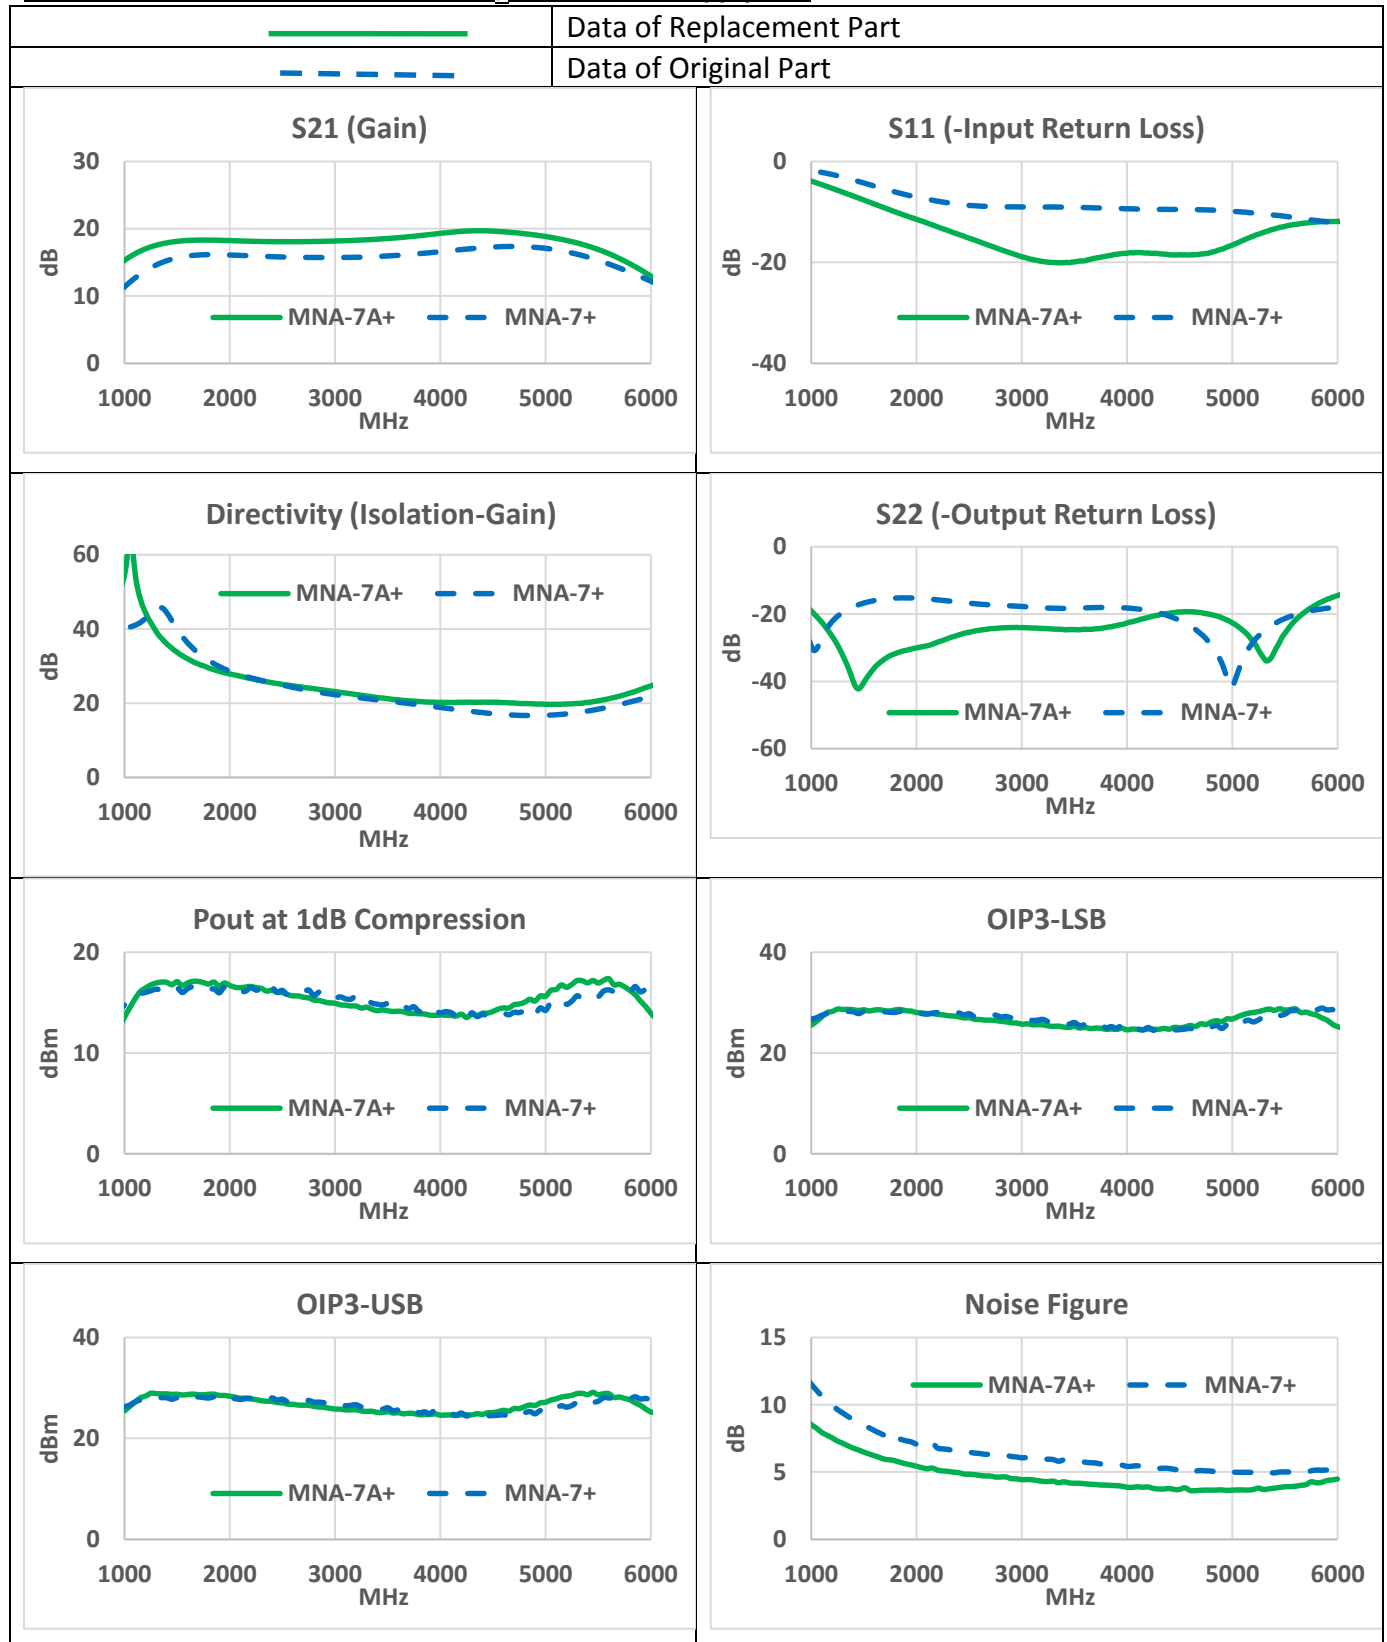 Data of Replacement Part
Data of Original Part
S21 (Gain)
30
20
10
0
dB
MNA-7A+ MNA-7+
1000 2000 3000 4000 5000 6000
MHz
S11 (-Input Return Loss)
0
-20
-40
dB
MNA-7A+ MNA-7+
1000 2000 3000 4000 5000 6000
MHz
Directivity (Isolation-Gain)
60
40
20
0
dB
MNA-7A+ MNA-7+
1000 2000 3000 4000 5000 6000
MHz
S22 (-Output Return Loss)
0
-20
-40
-60
dB
MNA-7A+ MNA-7+
1000 2000 3000 4000 5000 6000
MHz
Pout at 1dB Compression
20
10
0
dBm
MNA-7A+ MNA-7+
1000 2000 3000 4000 5000 6000
MHz
OIP3-LSB
40
20
0
dBm
MNA-7A+ MNA-7+
1000 2000 3000 4000 5000 6000
MHz
OIP3-USB
40
20
0
dBm
MNA-7A+ MNA-7+
1000 2000 3000 4000 5000 6000
MHz
Noise Figure
15
10
5
0
dB
MNA-7A+ MNA-7+
1000 2000 3000 4000 5000 6000
MHz